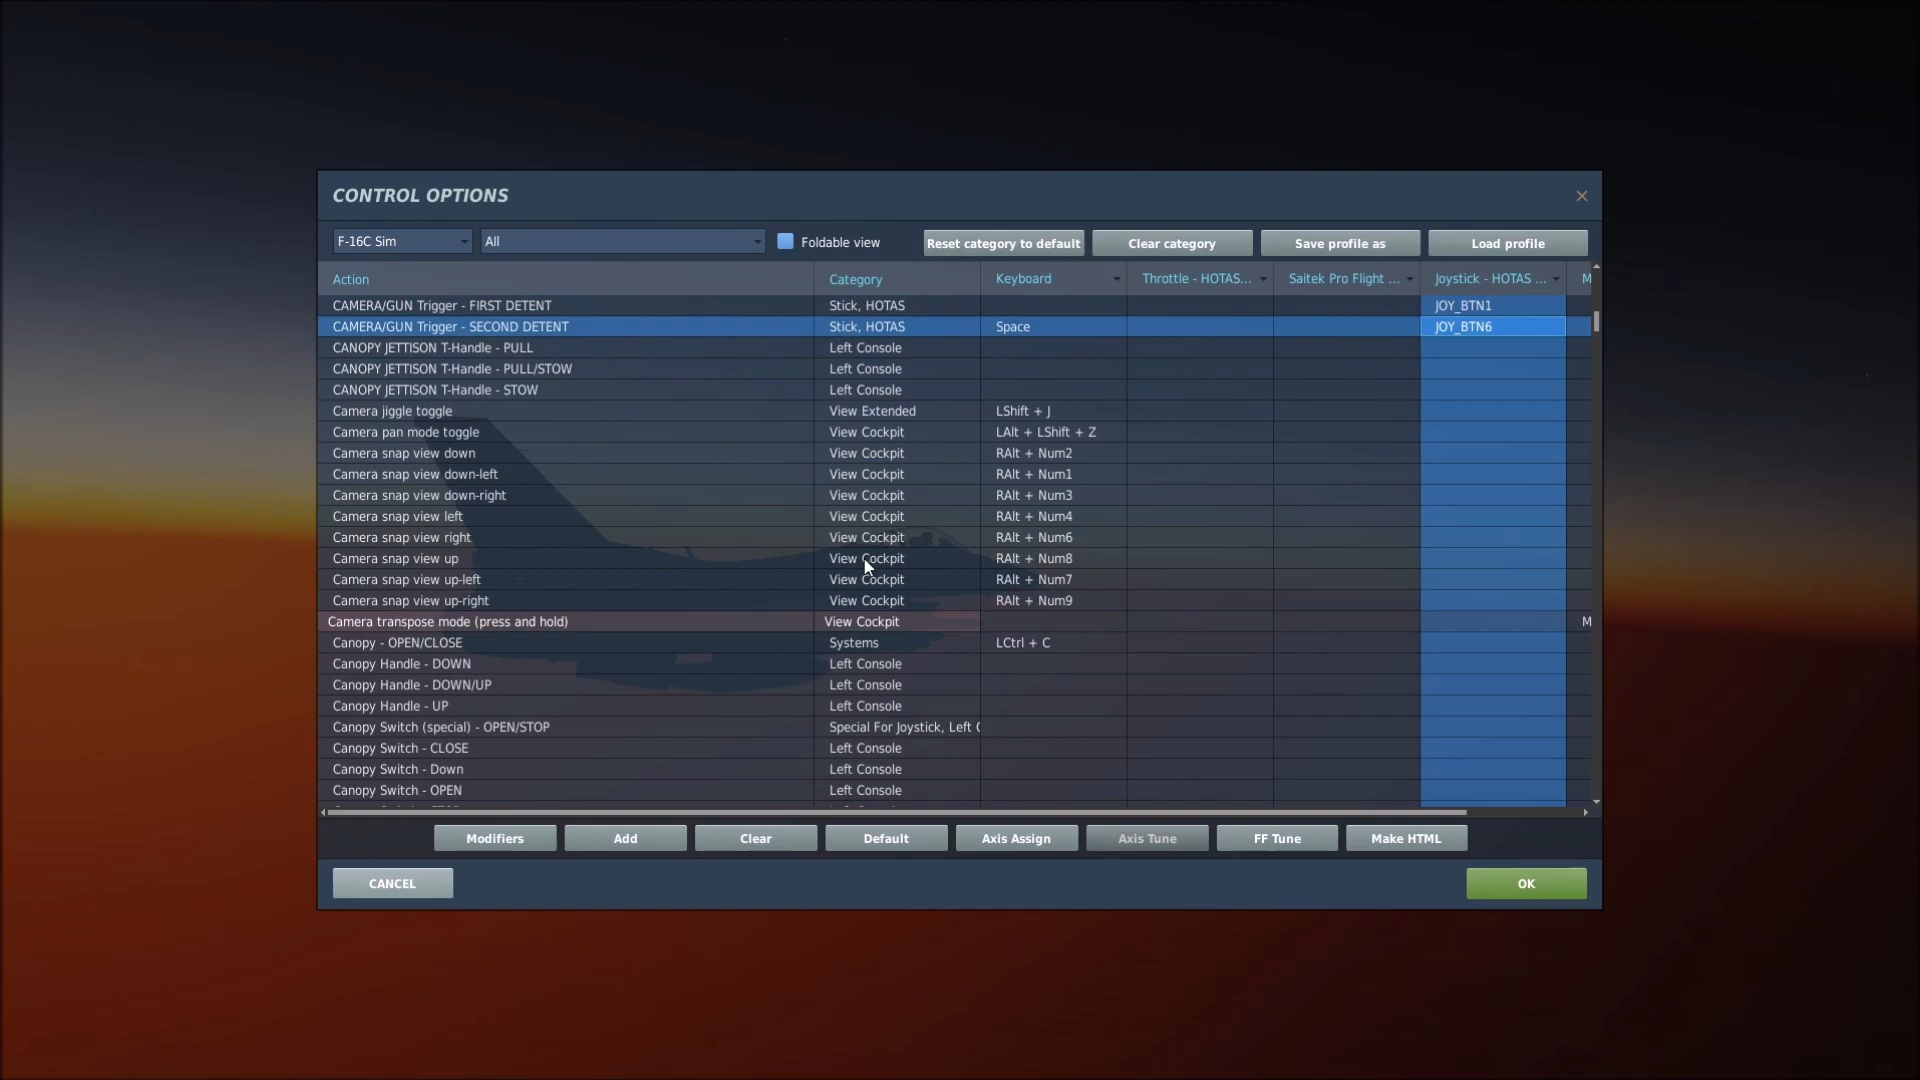 CONTROL OPTIONS
F-16C Sim All Foldable view Reset category to default Clear category Save profile as Load profile
Action Category Keyboard Throttle - HOTAS... Saitek Pro Flight ... Joystick - HOTAS ... M
CAMERA/GUN Trigger - FIRST DETENT Stick, HOTAS JOY_BTN1
CAMERA/GUN Trigger - SECOND DETENT Stick, HOTAS Space JOY_BTN6
CANOPY JETTISON T-Handle - PULL Left Console
CANOPY JETTISON T-Handle - PULL/STOW Left Console
CANOPY JETTISON T-Handle - STOW Left Console
Camera jiggle toggle View Extended LShift + J
Camera pan mode toggle View Cockpit LAlt + LShift + Z
Camera snap view down View Cockpit RAlt + Num2
Camera snap view down-left View Cockpit RAlt + Num1
Camera snap view down-right View Cockpit RAlt + Num3
Camera snap view left View Cockpit RAlt + Num4
Camera snap view right View Cockpit RAlt + Num6
Camera snap view up View Cockpit RAlt + Num8
Camera snap view up-left View Cockpit RAlt + Num7
Camera snap view up-right View Cockpit RAlt + Num9
Camera transpose mode (press and hold) View Cockpit M
Canopy - OPEN/CLOSE Systems LCtrl + C
Canopy Handle - DOWN Left Console
Canopy Handle - DOWN/UP Left Console
Canopy Handle - UP Left Console
Canopy Switch (special) - OPEN/STOP Special For Joystick, Left
Canopy Switch - CLOSE Left Console
Canopy Switch - Down Left Console
Canopy Switch - OPEN Left Console
Modifiers Add Clear Default Axis Assign Axis Tune FF Tune Make HTML
CANCEL OK